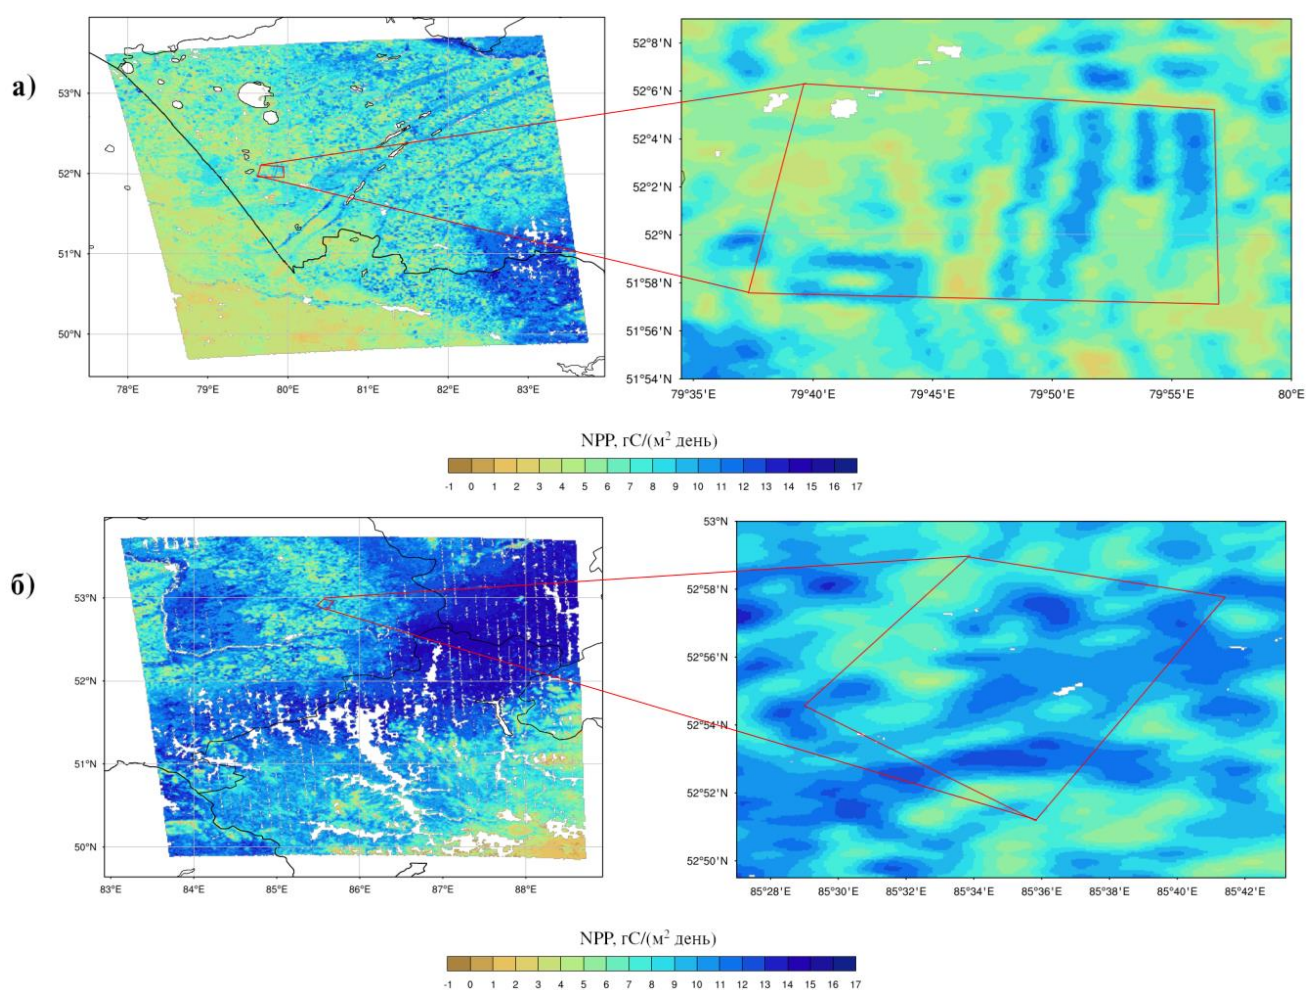 а)
53°N
52°N
51°N
50°N
78°E 79°E 80°E 81°E 82°E 83°E
52°8'N
52°6'N
52°4'N
52°2'N
52°N
51°58'N
51°56'N
51°54'N
79°35'E 79°40'E 79°45'E 79°50'E 79°55'E 80°E
NPP, гС/(м² день)
-1 0 1 2 3 4 5 6 7 8 9 10 11 12 13 14 15 16 17
б)
53°N
52°N
51°N
50°N
83°E 84°E 85°E 86°E 87°E 88°E
53°N
52°58'N
52°56'N
52°54'N
52°52'N
52°50'N
85°28'E 85°30'E 85°32'E 85°34'E 85°36'E 85°38'E 85°40'E 85°42'E
NPP, гС/(м² день)
-1 0 1 2 3 4 5 6 7 8 9 10 11 12 13 14 15 16 17